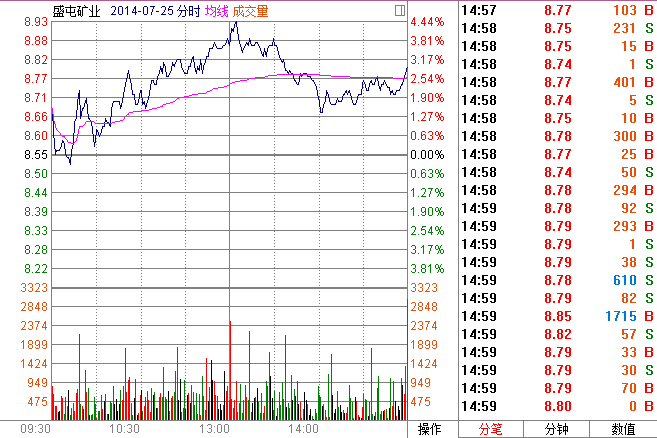 盛屯矿业 2014-07-25 分时 均线 成交量
8.93 4.44%
8.88 3.81%
8.82 3.17%
8.77 2.54%
8.71 1.90%
8.66 1.27%
8.60 0.63%
8.55 0.00%
8.50 0.63%
8.44 1.27%
8.39 1.90%
8.33 2.54%
8.28 3.17%
8.22 3.81%
3323 3323
2848 2848
2374 2374
1899 1899
1424 1424
949 949
475 475
09:30 10:30 13:00 14:00 操作
14:57 8.77 103 B
14:58 8.75 231 S
14:58 8.75 15 B
14:58 8.74 1 S
14:58 8.77 401 B
14:58 8.74 5 S
14:58 8.75 10 B
14:58 8.78 300 B
14:58 8.77 25 B
14:58 8.74 50 S
14:58 8.78 294 B
14:59 8.78 92 S
14:59 8.79 293 B
14:59 8.79 1 S
14:59 8.79 38 S
14:59 8.78 610 S
14:59 8.79 82 S
14:59 8.85 1715 B
14:59 8.82 57 S
14:59 8.79 33 B
14:59 8.79 30 S
14:59 8.79 70 B
14:59 8.80 0 B
分笔 分钟 数值